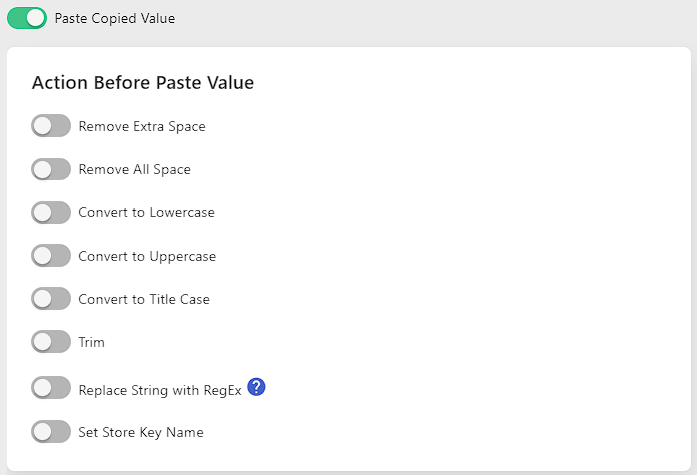 Paste Copied Value
Action Before Paste Value
Remove Extra Space
Remove All Space
Convert to Lowercase
Convert to Uppercase
Convert to Title Case
Trim
Replace String with RegEx ?
Set Store Key Name